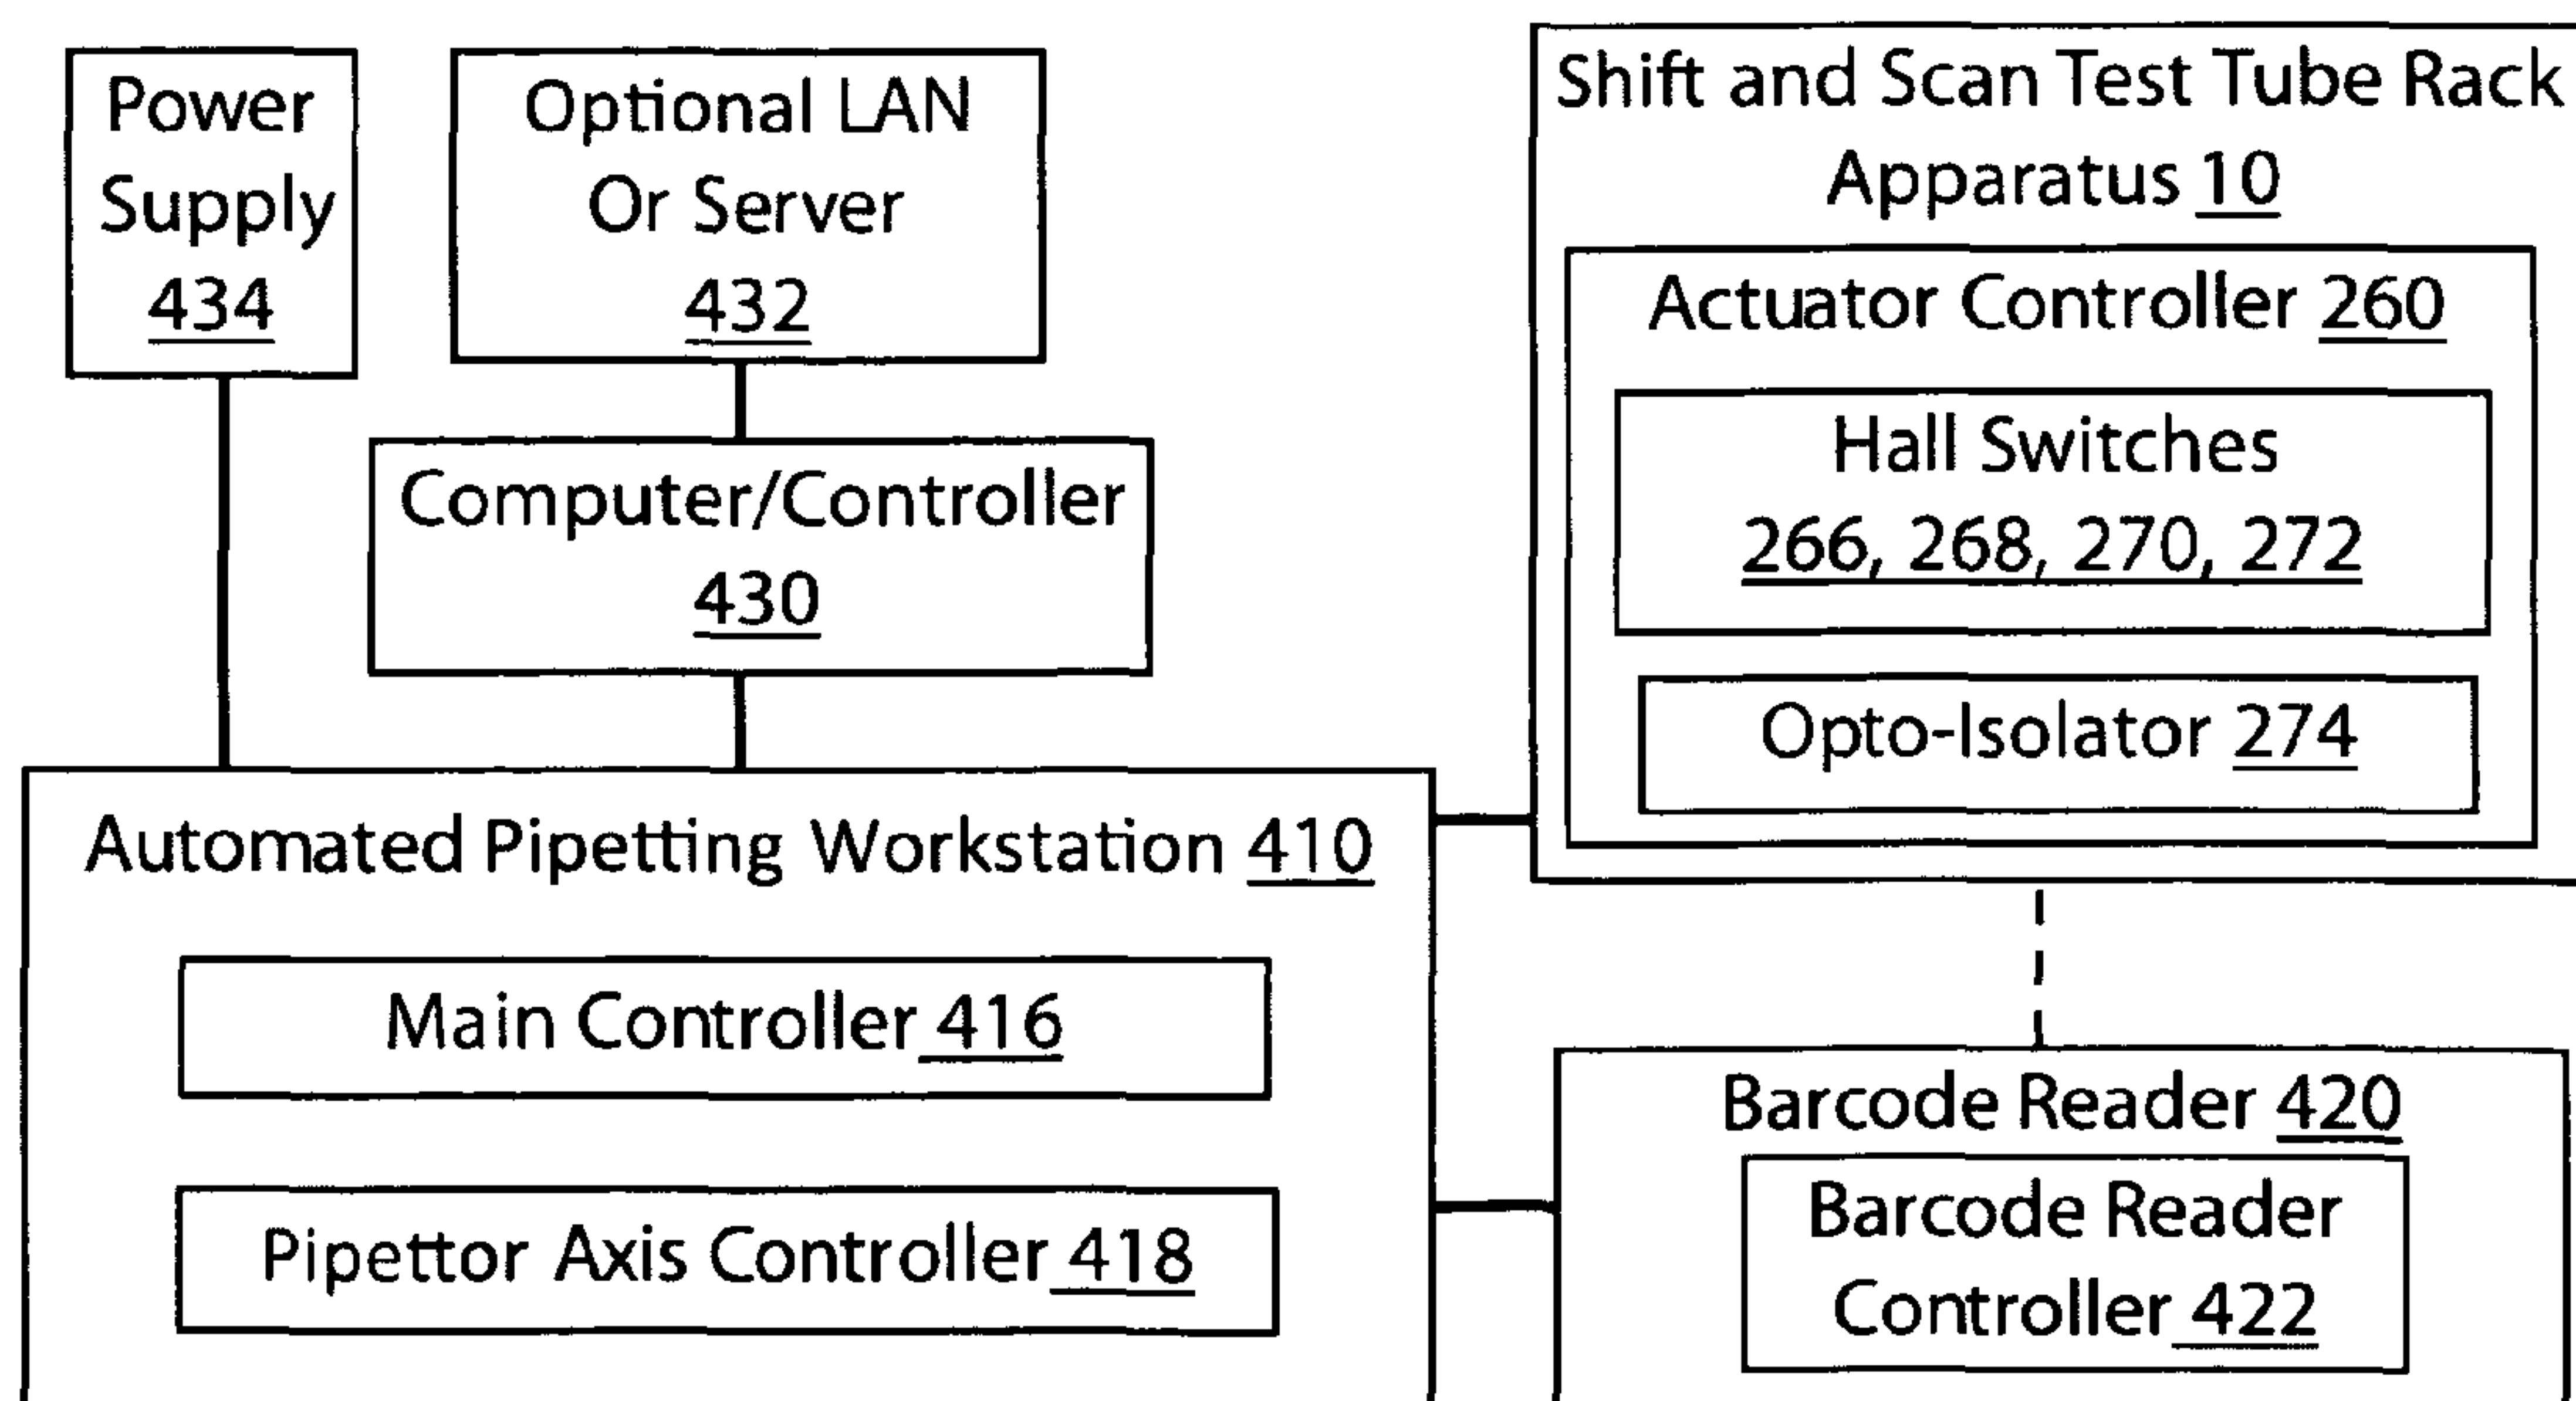 Power
Supply
434
Optional LAN
Or Server
432
Computer/Controller
430
Shift and Scan Test Tube Rack
Apparatus 10
Actuator Controller 260
Hall Switches
266, 268, 270, 272
Opto-Isolator 274
Automated Pipetting Workstation 410
Main Controller 416
Pipettor Axis Controller 418
Barcode Reader 420
Barcode Reader
Controller 422